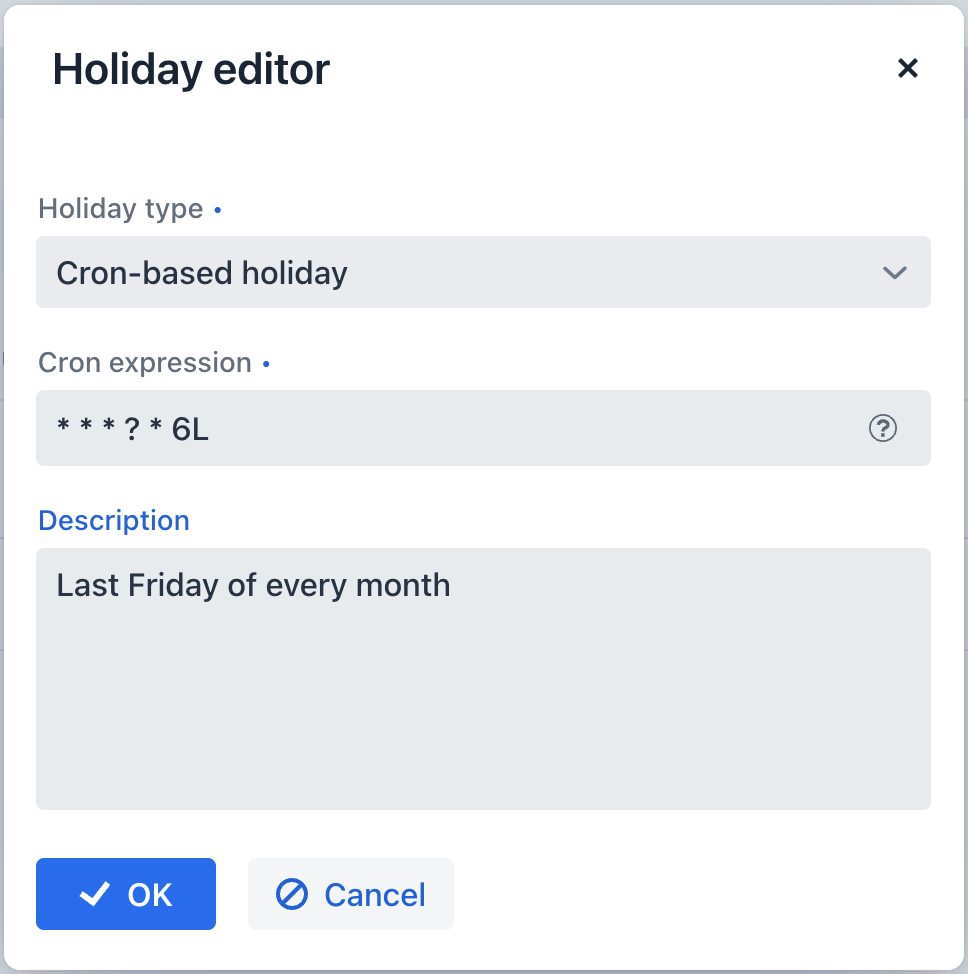 Holiday editor
Holiday type •
Cron-based holiday
Cron expression •
* * * ? * 6L
Description
Last Friday of every month
OK
Cancel